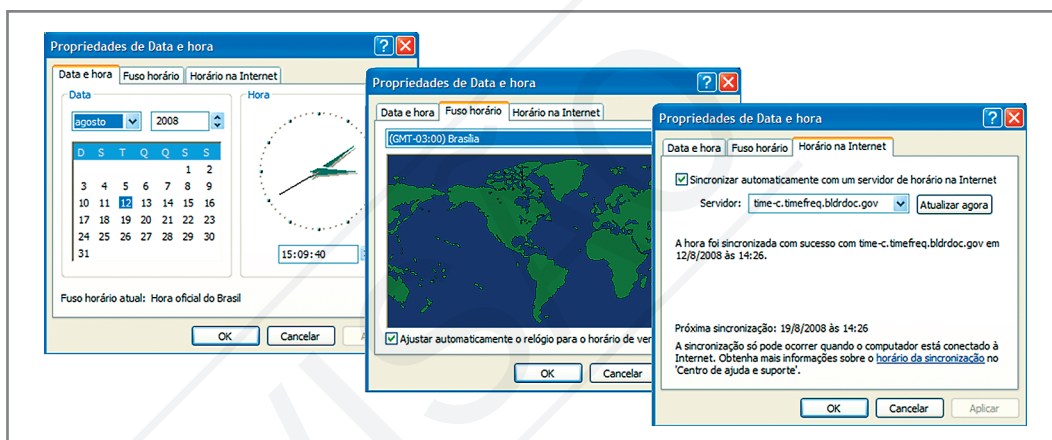 Propriedades de Data e hora
Data e hora Fuso horário Horário na Internet
Data
agosto 2008
D S T Q Q S S
1 2
3 4 5 6 7 8 9
10 11 12 13 14 15 16
17 18 19 20 21 22 23
24 25 26 27 28 29 30
31
Hora
15:09:40
Fuso horário atual: Hora oficial do Brasil
OK Cancelar
Propriedades de Data e hora
Data e hora Fuso horário Horário na Internet
(GMT-03:00) Brasília
Ajustar automaticamente o relógio para o horário de
OK Cancelar
Propriedades de Data e hora
Data e hora Fuso horário Horário na Internet
Sincronizar automaticamente com um servidor de horário na Internet
Servidor: time-c.timefreq.bldrdoc.gov Atualizar agora
A hora foi sincronizada com sucesso com time-c.timefreq.bldrdoc.gov em
12/8/2008 às 14:26.
Próxima sincronização: 19/8/2008 às 14:26
A sincronização só pode ocorrer quando o computador está conectado à
Internet. Obtenha mais informações sobre o horário da sincronização no
'Centro de ajuda e suporte'.
OK Cancelar Aplicar